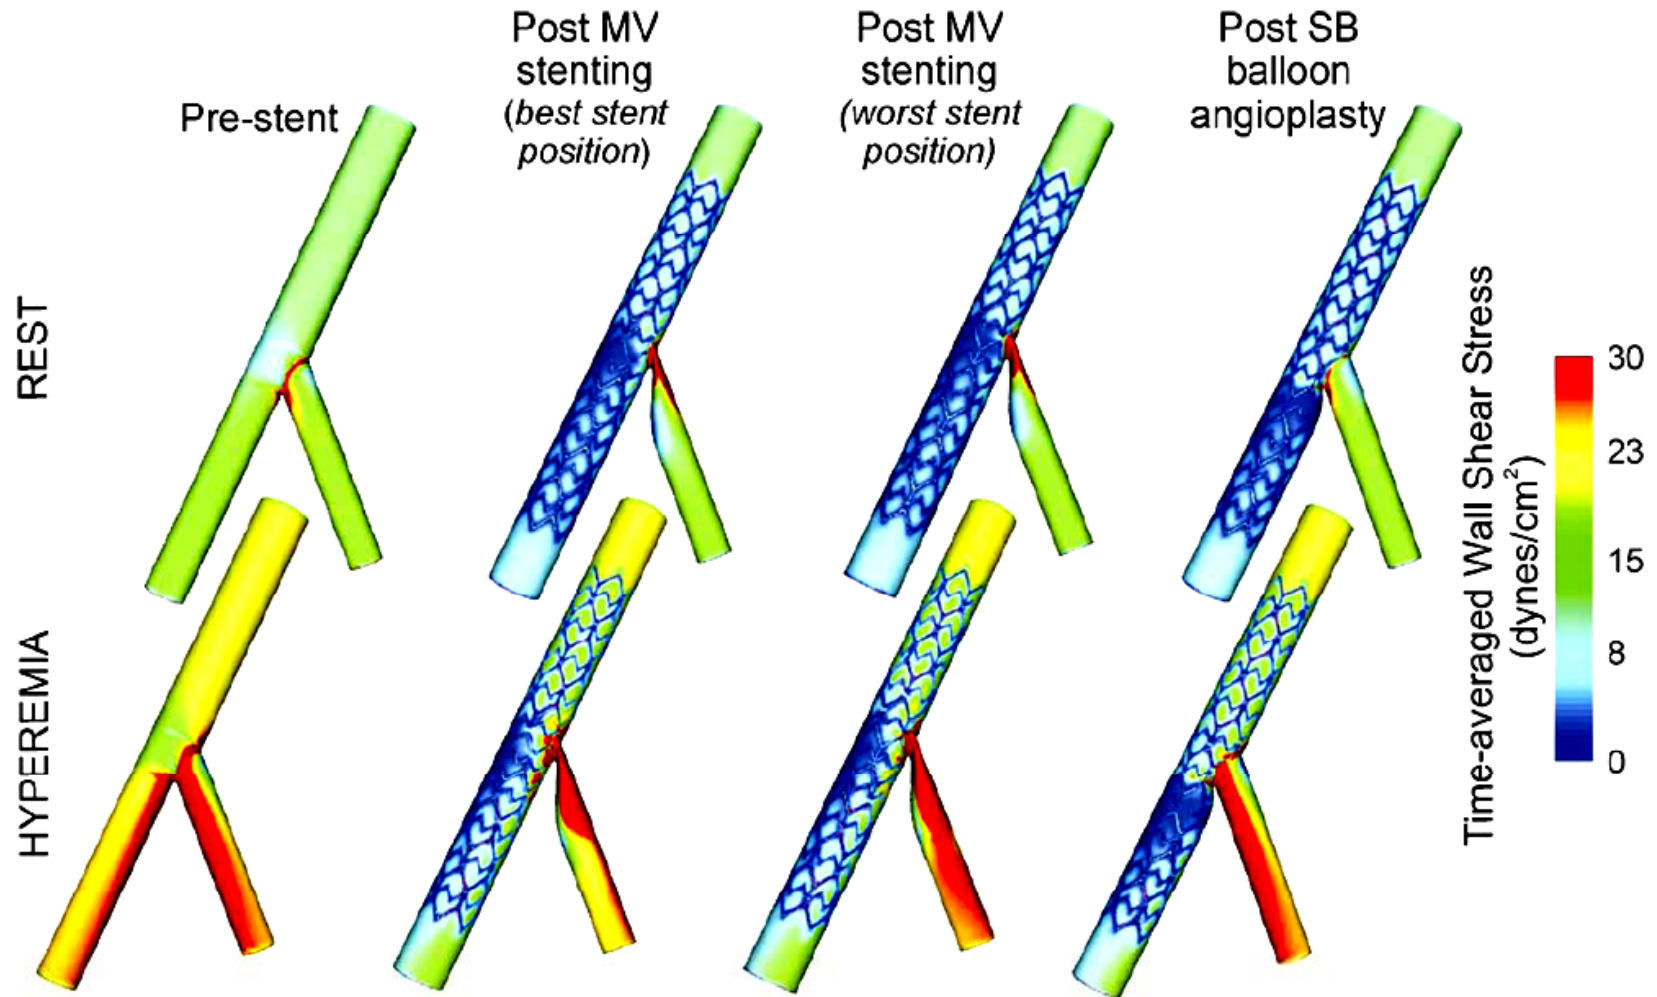 Pre-stent
Post MV
stenting
(best stent
position)
Post MV
stenting
(worst stent
position)
Post SB
balloon
angioplasty
REST
HYPEREMIA
Time-averaged Wall Shear Stress
(dynes/cm²)
30
23
15
8
0